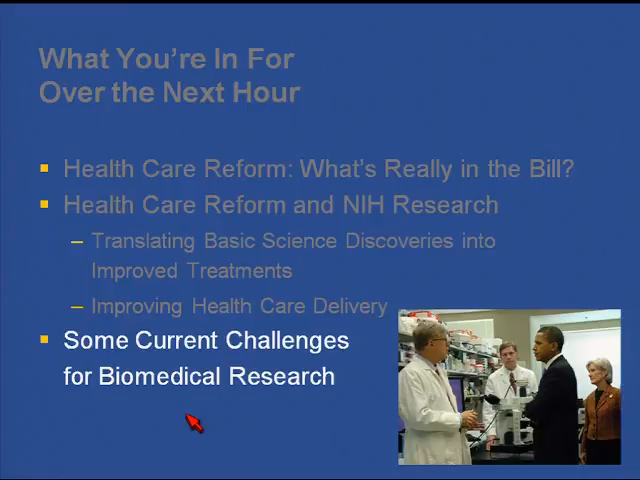 What You're In For
Over the Next Hour
Health Care Reform: What's Really in the Bill?
Health Care Reform and NIH Research
– Translating Basic Science Discoveries into
Improved Treatments
– Improving Health Care Delivery
Some Current Challenges
for Biomedical Research